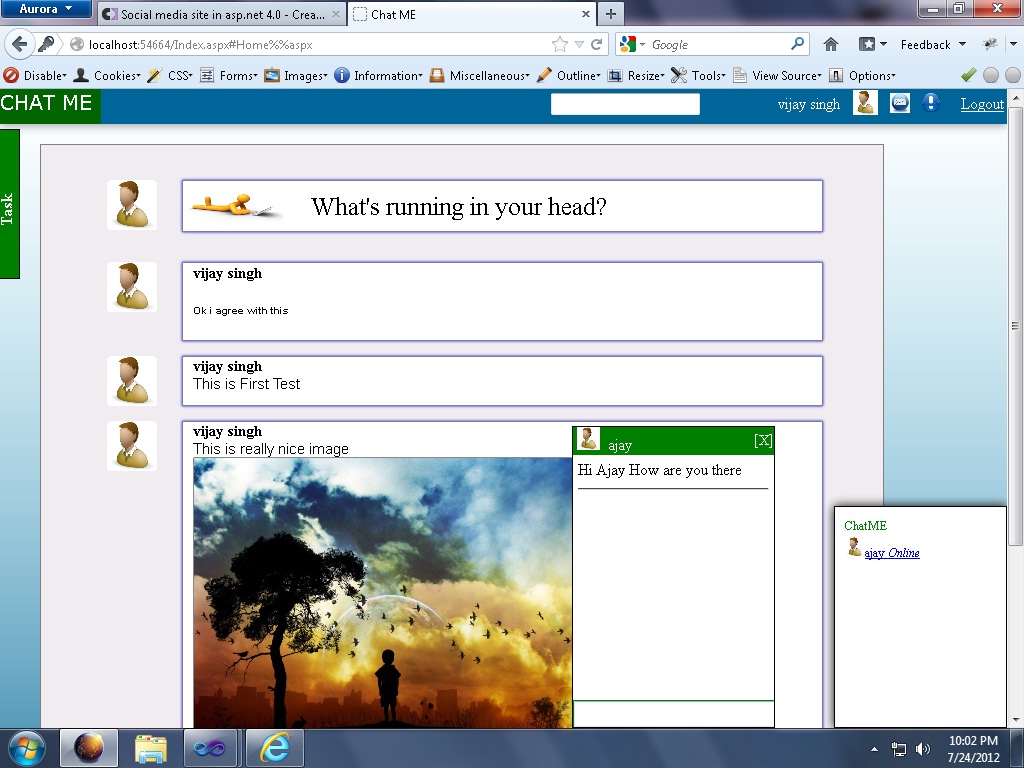 Aurora
Social media site in asp.net 4.0 - Crea...
Chat ME
localhost:54664/Index.aspx#Home%%aspx
Google
Feedback
Disable
Cookies
CSS
Forms
Images
Information
Miscellaneous
Outline
Resize
Tools
View Source
Options
CHAT ME
vijay singh
Logout
Task
What's running in your head?
vijay singh
Ok i agree with this
vijay singh
This is First Test
vijay singh
This is really nice image
ajay
[X]
Hi Ajay How are you there
ChatME
ajay Online
10:02 PM
7/24/2012